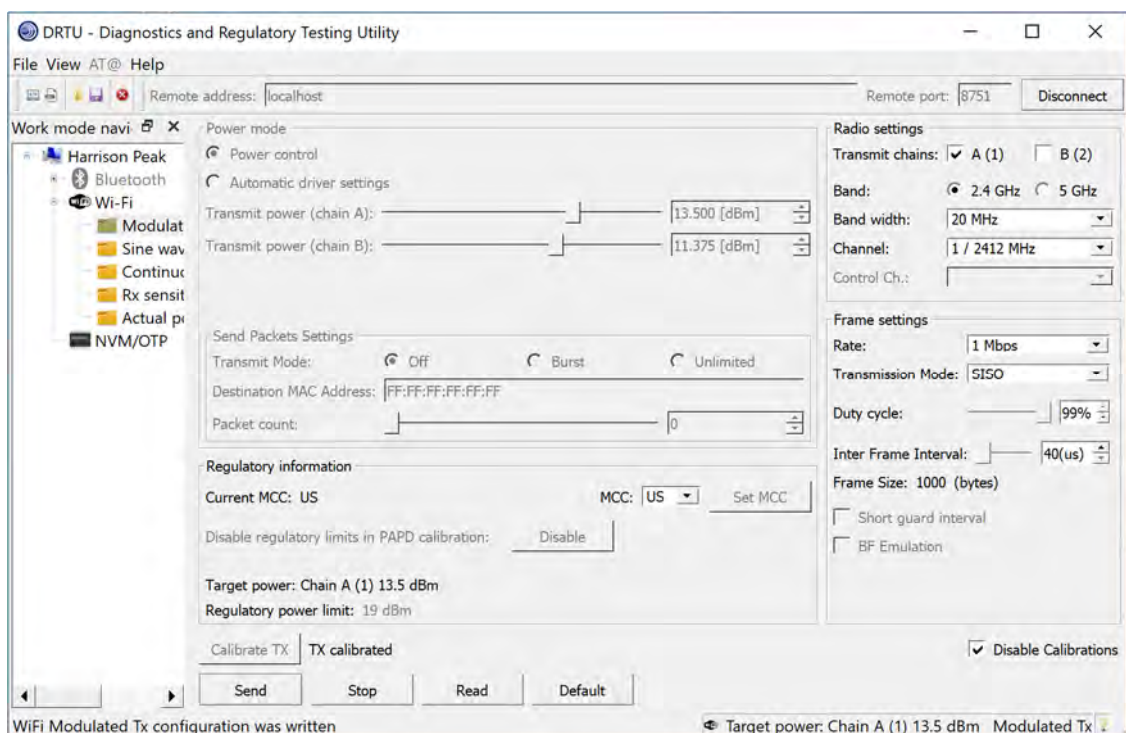 DRTU - Diagnostics and Regulatory Testing Utility
File View AT@ Help
Remote address: localhost Remote port: 8751 Disconnect
Work mode navi
Harrison Peak
Bluetooth
Wi-Fi
Modulat
Sine wav
Continuc
Rx sensit
Actual po
NVM/OTP
Power mode
Power control
Automatic driver settings
Transmit power (chain A): 13.500 [dBm]
Transmit power (chain B): 11.375 [dBm]
Send Packets Settings
Transmit Mode: Off Burst Unlimited
Destination MAC Address: FF:FF:FF:FF:FF:FF
Packet count: 0
Regulatory information
Current MCC: US MCC: US Set MCC
Disable regulatory limits in PAPD calibration: Disable
Target power: Chain A (1) 13.5 dBm
Regulatory power limit: 19 dBm
Calibrate TX TX calibrated
Send Stop Read Default
Radio settings
Transmit chains: A (1) B (2)
Band: 2.4 GHz 5 GHz
Band width: 20 MHz
Channel: 1 / 2412 MHz
Control Ch.:
Frame settings
Rate: 1 Mbps
Transmission Mode: SISO
Duty cycle: 99%
Inter Frame Interval: 40(us)
Frame Size: 1000 (bytes)
Short guard interval
BF Emulation
Disable Calibrations
WiFi Modulated Tx configuration was written
Target power: Chain A (1) 13.5 dBm Modulated Tx